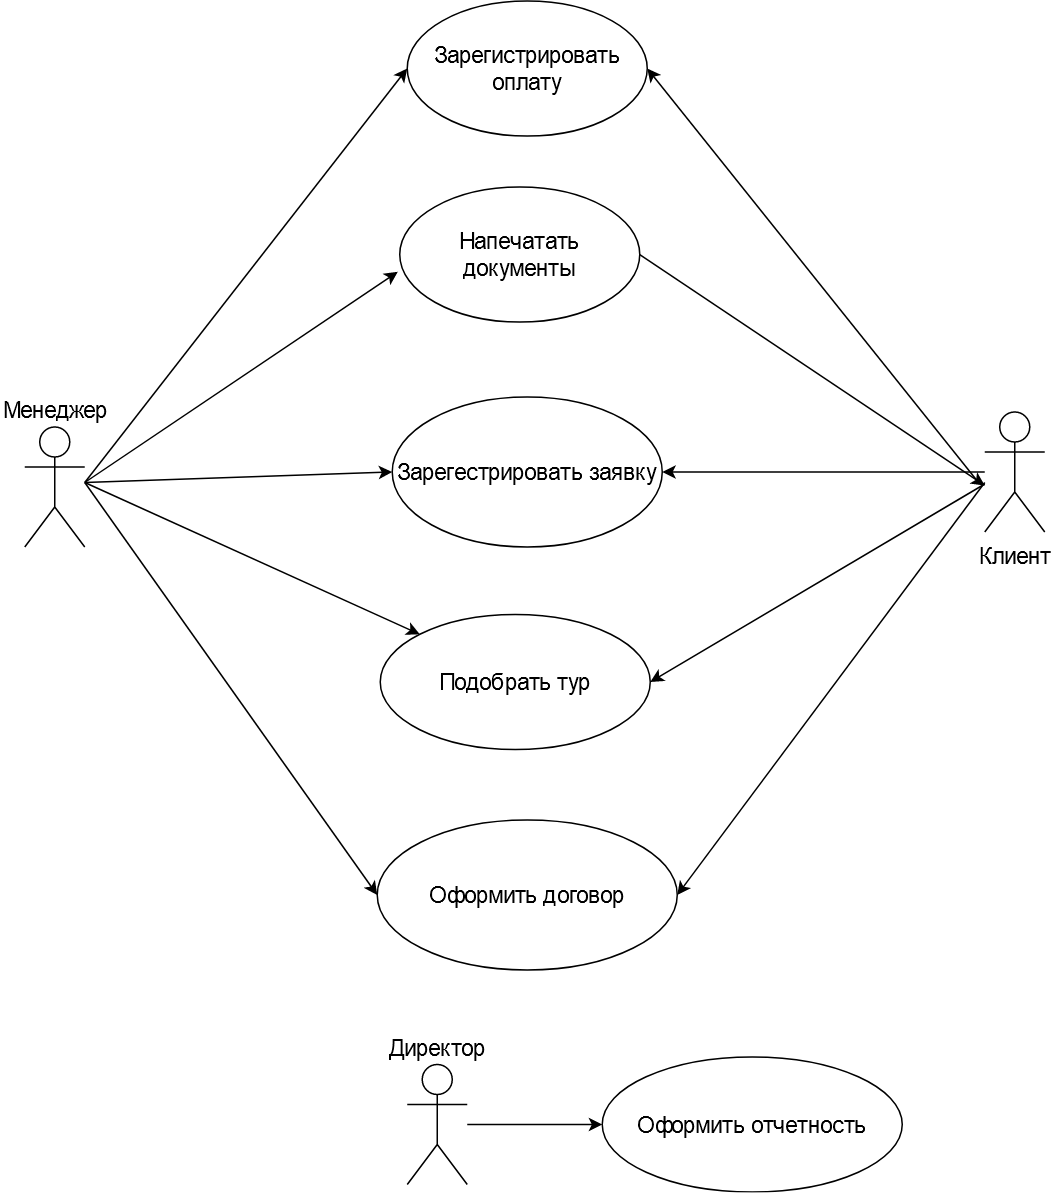 Зарегистрировать
оплату
Напечатать
документы
Менеджер
Зарегестрировать заявку
Клиент
Подобрать тур
Оформить договор
Директор
Оформить отчетность